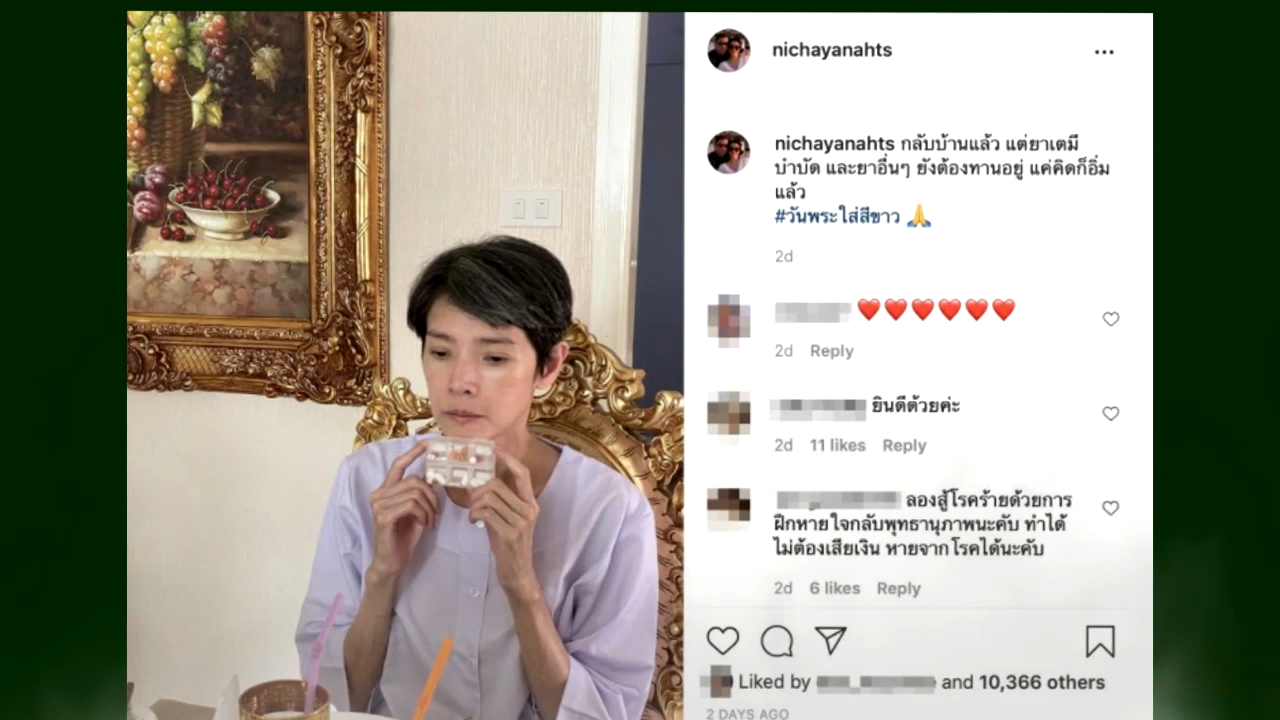 nichayanahts
nichayanahts กลับบ้านแล้ว แต่ยาเตมี
บำบัด และยาอื่นๆ ยังต้องทานอยู่ แค่คิดก็อิ่ม
แล้ว
#วันพระใส่สีขาว 🙏
2d
❤️❤️❤️❤️❤️❤️
2d Reply
ยินดีด้วยค่ะ
2d 11 likes Reply
ลองสู้โรคร้ายด้วยการ
ฝึกหายใจกลับพุทธานุภาพนะคับ ทำได้
ไม่ต้องเสียเงิน หายจากโรคได้นะคับ
2d 6 likes Reply
Liked by and 10,366 others
2 DAYS AGO